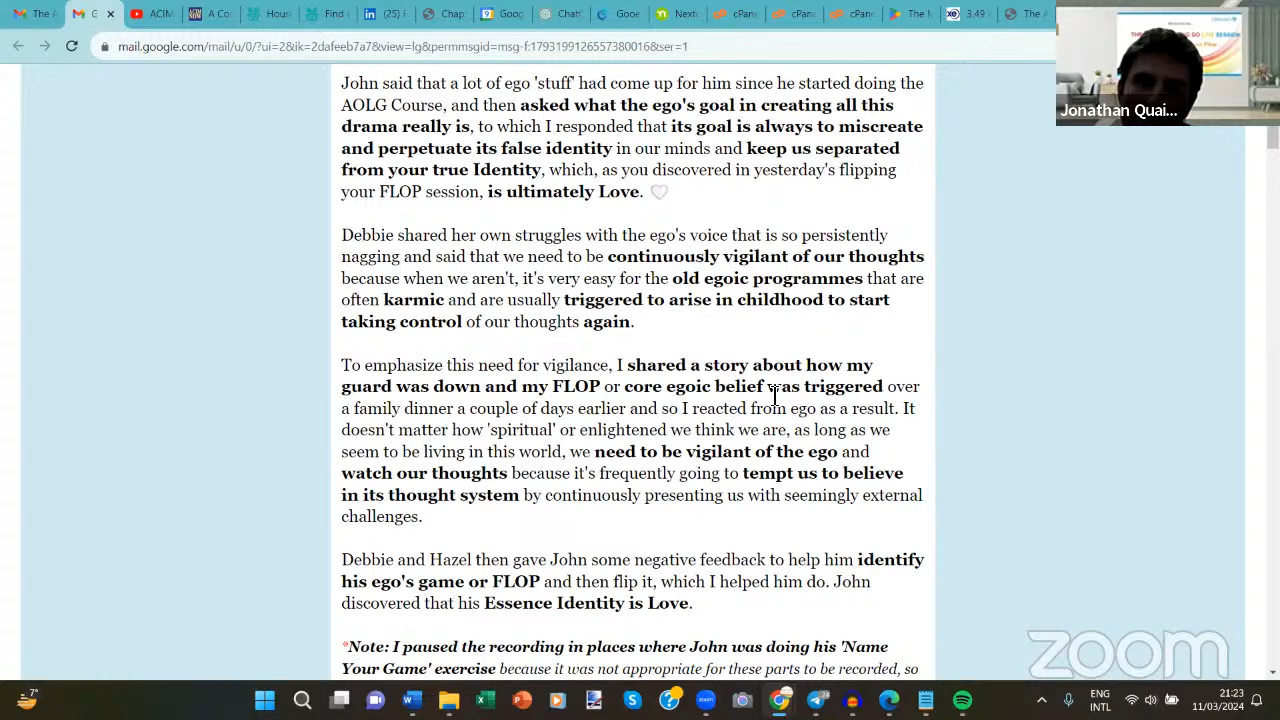 The A
M
ACIM
A Co
Hous
Frida
Goo
Next
cPan
cPan
cPan
The M
3:49
The A
mail.google.com/mail/u/0/?ui=2&ik=2dafeebea7&view=lg&permmsgid=msg-f:1793199126597380016&ser=1
Jonathan Quai...
John said that a lot of ego 'stuff' had come up for him since he started doing the
AOLG Course, and then asked what the ego's goal in creating all this
drama really is, to which I responded that its goal is always to miscreate
and perpetuate its false identity in our minds and keep us separated
from your true Identity, which, as you discovered in yesterday's flipping
your FLOP session, is ultimately Love.
Debbie shared her own struggles with the ego's voice that is so persistently
nagging and said that we need to be continuously vigilant of our thoughts
because when we aren't, it's very easy for the old egoic programmes that are
often karmic and are usually triggered to arise in childhood to start
taking control of our thoughts again.
To emphasize this need for vigilance, I shared a story about how my
guard was down and my FLOP or core egoic belief was triggered over
a family dinner a couple of days earlier and so I reacted from ego as a result. It
doesn't matter how 'spiritual' or enlightened we think we are, as long as we
seem to be living in this world, we need to be vigilant of the ego and
watch our thoughts because it's frequently going to tempt us to believe
in its thought system by continuously presenting us with seemingly external
challenges.
Debbie and Hazel then gave John some negative feedback to help him identify
his ego's game or FLOP and then flip it, which I helped him do. John
discovered that his Essence Identity is Love.
*Note: I paused the recording in places where John was doing his 'Name
Your Game' exercise because it was not appropriate for these parts to be recorded, so
zoom
ENG
INTL
21:23
11/03/2024